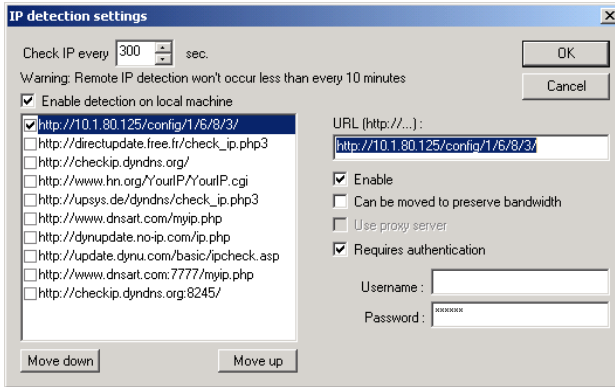 IP detection settings
Check IP every 300 sec.
Warning: Remote IP detection won't occur less than every 10 minutes
Enable detection on local machine
http://10.1.80.125/config/1/6/8/3/
http://directupdate.free.fr/check_ip.php3
http://checkip.dyndns.org/
http://www.hn.org/YourIP/YourIP.cgi
http://upsys.de/dyndns/check_ip.php3
http://www.dnsart.com/myip.php
http://dynupdate.no-ip.com/ip.php
http://update.dynu.com/basic/ipcheck.asp
http://www.dnsart.com:7777/myip.php
http://checkip.dyndns.org:8245/
Move down
Move up
OK
Cancel
URL (http://...) :
http://10.1.80.125/config/1/6/8/3/
Enable
Can be moved to preserve bandwidth
Use proxy server
Requires authentication
Username :
Password : ******